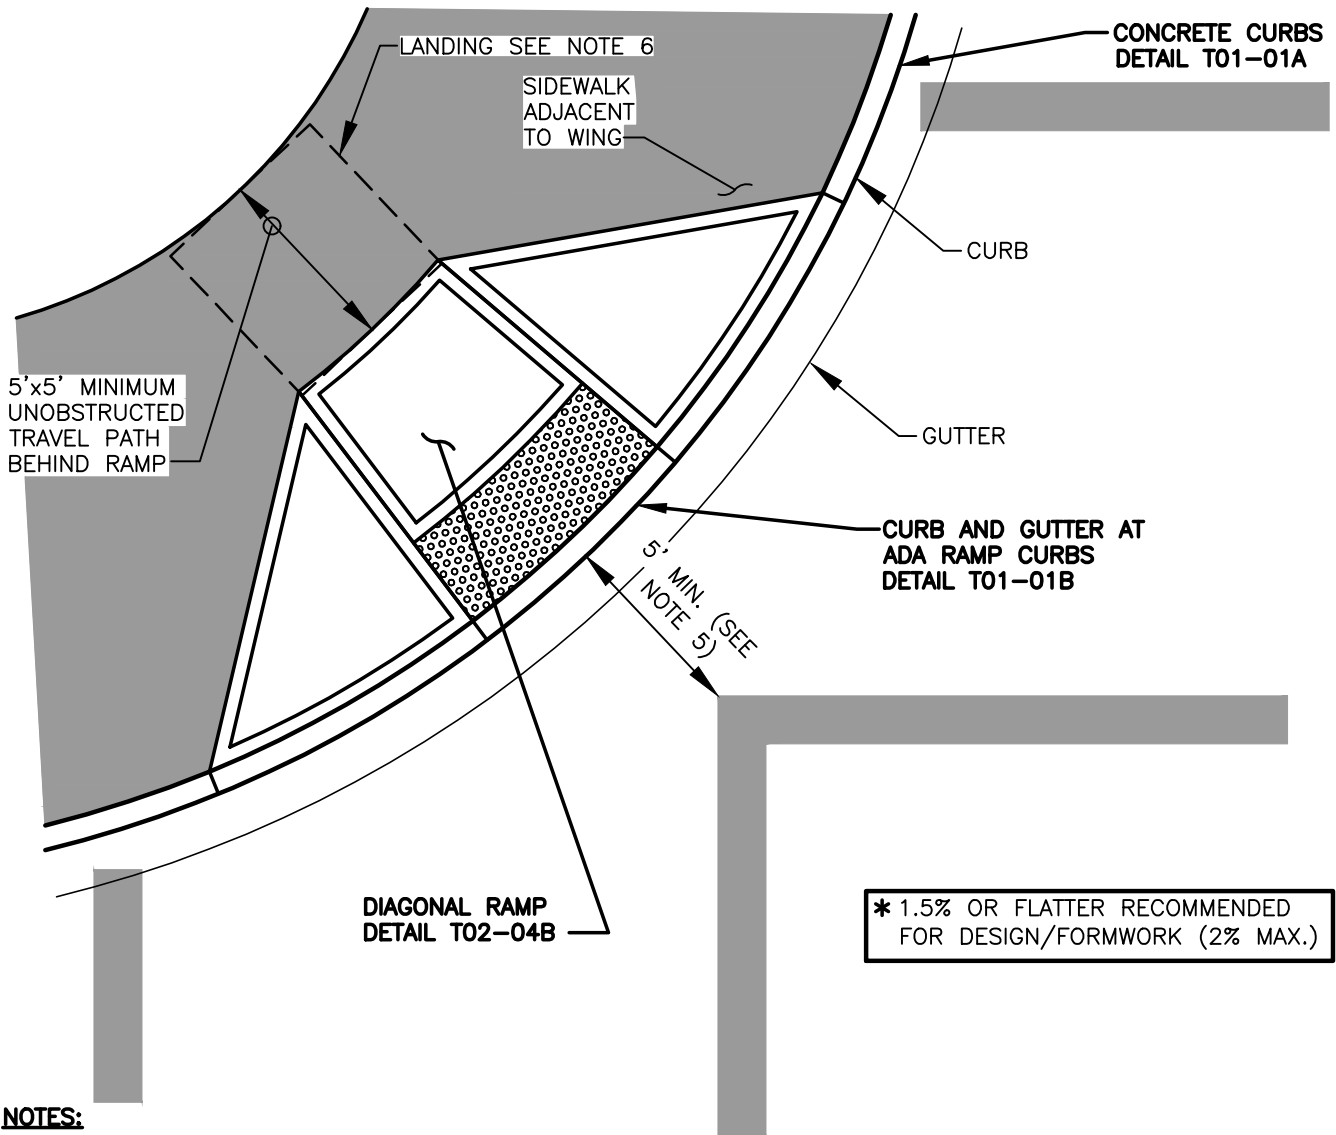 LANDING SEE NOTE 6
CONCRETE CURBS
DETAIL T01-01A
SIDEWALK
ADJACENT
TO WING
CURB
5'x5' MINIMUM
UNOBSTRUCTED
TRAVEL PATH
BEHIND RAMP
GUTTER
CURB AND GUTTER AT
ADA RAMP CURBS
DETAIL T01-01B
5' MIN. (SEE
NOTE 5)
DIAGONAL RAMP
DETAIL T02-04B
* 1.5% OR FLATTER RECOMMENDED
FOR DESIGN/FORMWORK (2% MAX.)
NOTES: